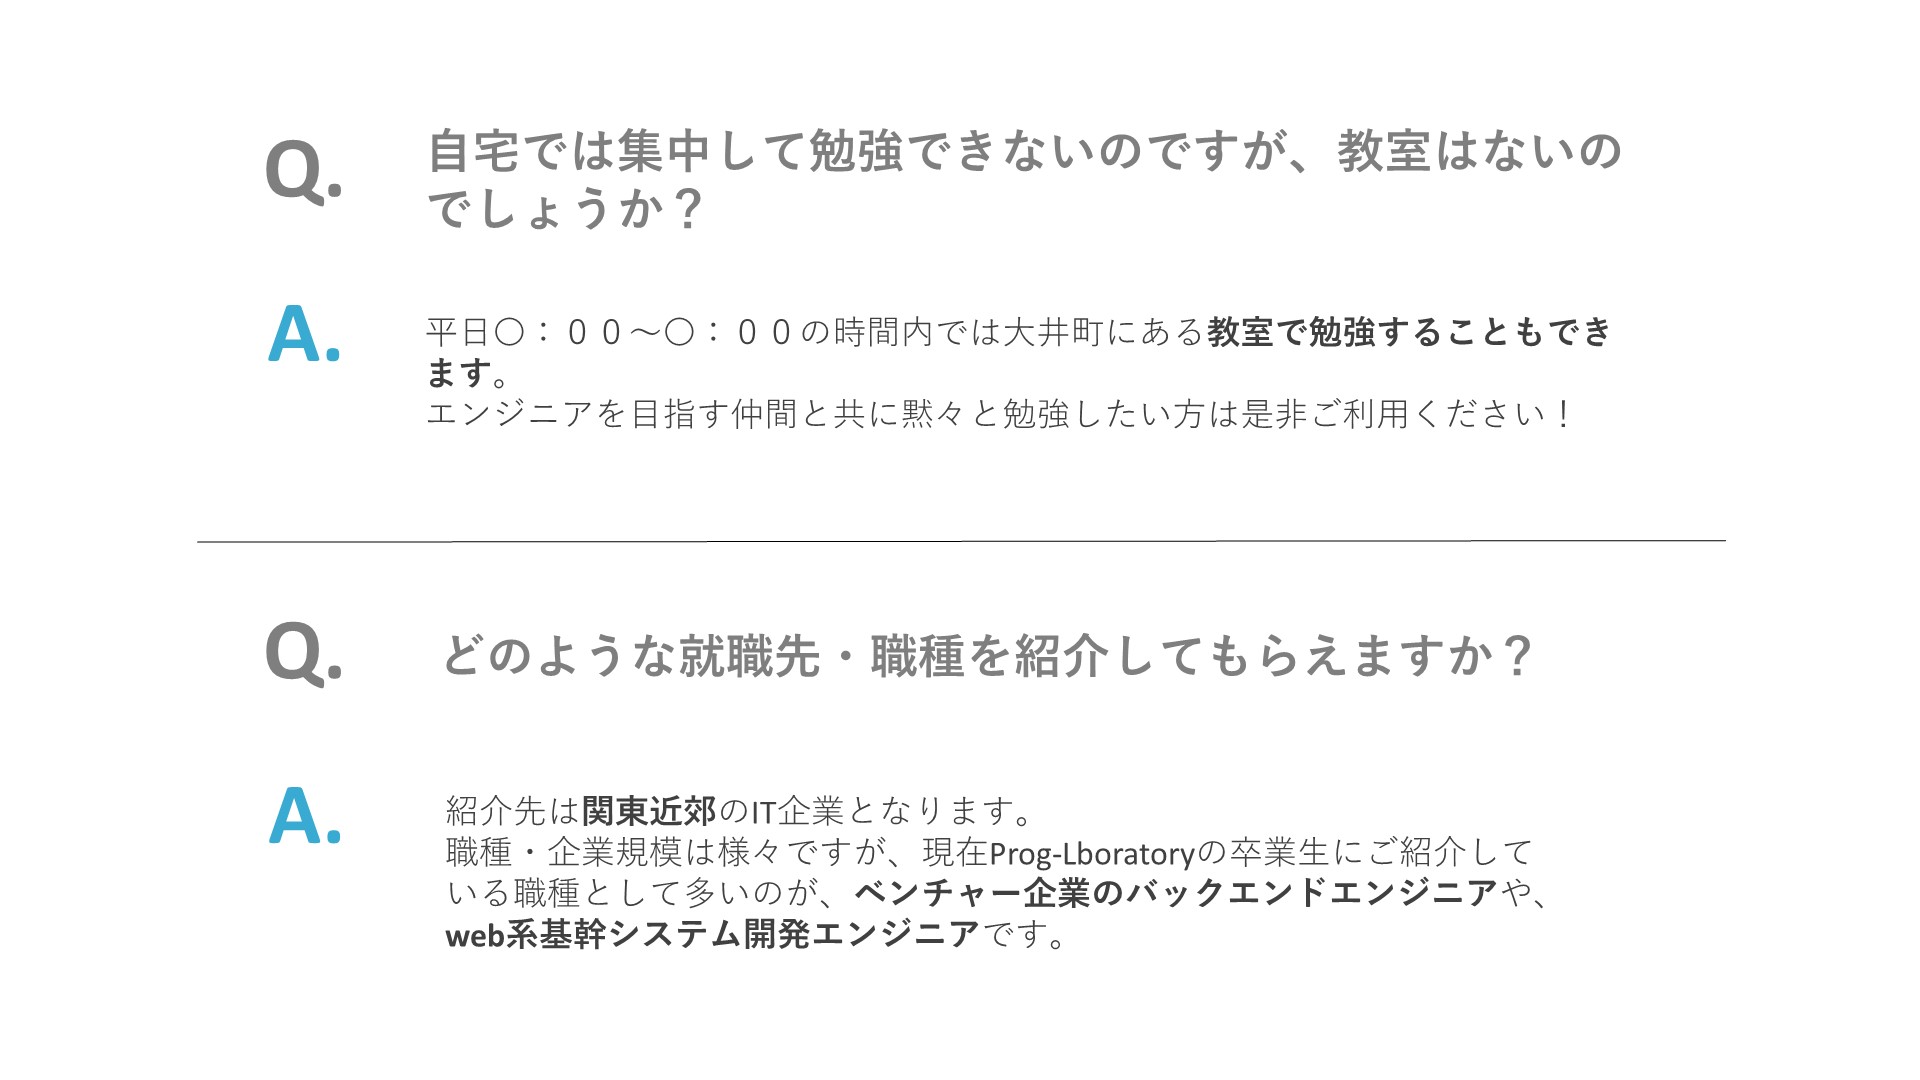 Q.
自宅では集中して勉強できないのですが、教室はないの
でしょうか？
A.
平日〇：００～〇：００の時間内では大井町にある教室で勉強することもでき
ます。
エンジニアを目指す仲間と共に黙々と勉強したい方は是非ご利用ください！
Q.
どのような就職先・職種を紹介してもらえますか？
A.
紹介先は関東近郊のIT企業となります。
職種・企業規模は様々ですが、現在Prog-Lboratoryの卒業生にご紹介して
いる職種として多いのが、ベンチャー企業のバックエンドエンジニアや、
web系基幹システム開発エンジニアです。